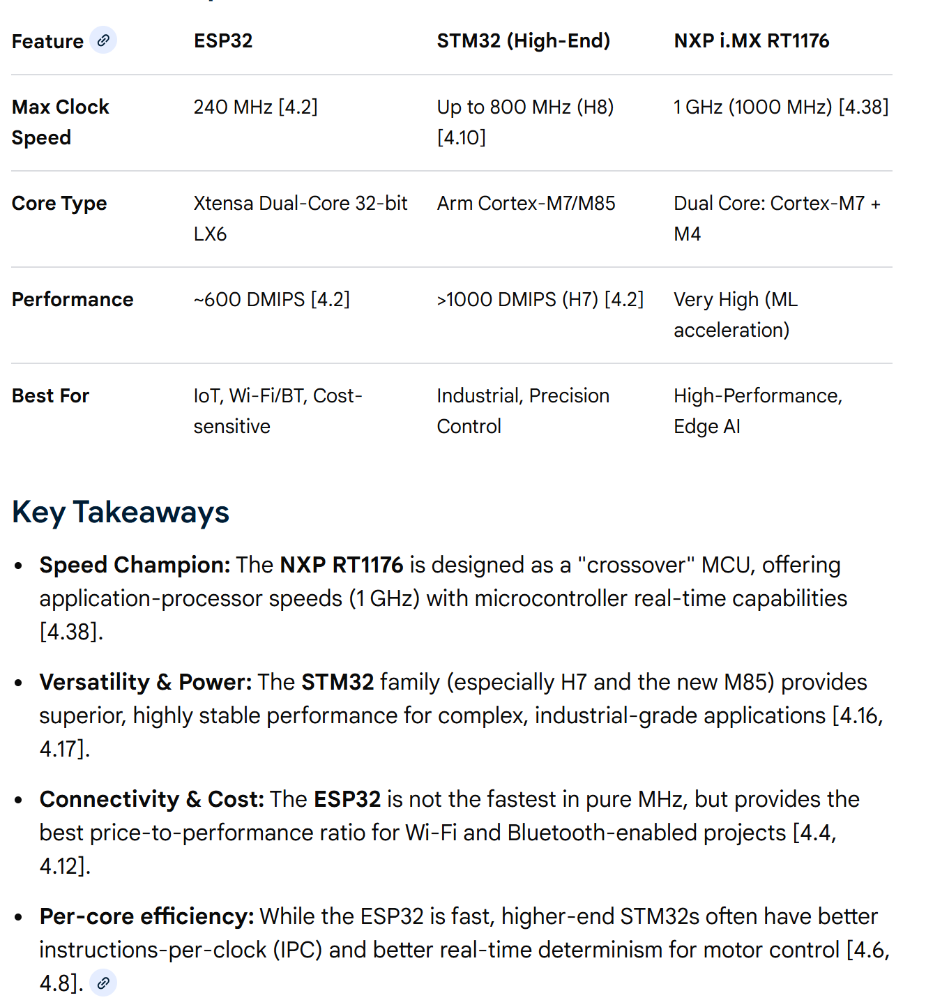 Feature ESP32 STM32 (High-End) NXP i.MX RT1176
Max Clock 240 MHz [4.2] Up to 800 MHz (H8) 1 GHz (1000 MHz) [4.38]
Speed [4.10]
Core Type Xtensa Dual-Core 32-bit Arm Cortex-M7/M85 Dual Core: Cortex-M7 +
LX6 M4
Performance ~600 DMIPS [4.2] >1000 DMIPS (H7) [4.2] Very High (ML
acceleration)
Best For IoT, Wi-Fi/BT, Cost- Industrial, Precision High-Performance,
sensitive Control Edge AI
Key Takeaways
• Speed Champion: The NXP RT1176 is designed as a "crossover" MCU, offering
application-processor speeds (1 GHz) with microcontroller real-time capabilities
[4.38].
• Versatility & Power: The STM32 family (especially H7 and the new M85) provides
superior, highly stable performance for complex, industrial-grade applications [4.16,
4.17].
• Connectivity & Cost: The ESP32 is not the fastest in pure MHz, but provides the
best price-to-performance ratio for Wi-Fi and Bluetooth-enabled projects [4.4,
4.12].
• Per-core efficiency: While the ESP32 is fast, higher-end STM32s often have better
instructions-per-clock (IPC) and better real-time determinism for motor control [4.6,
4.8].